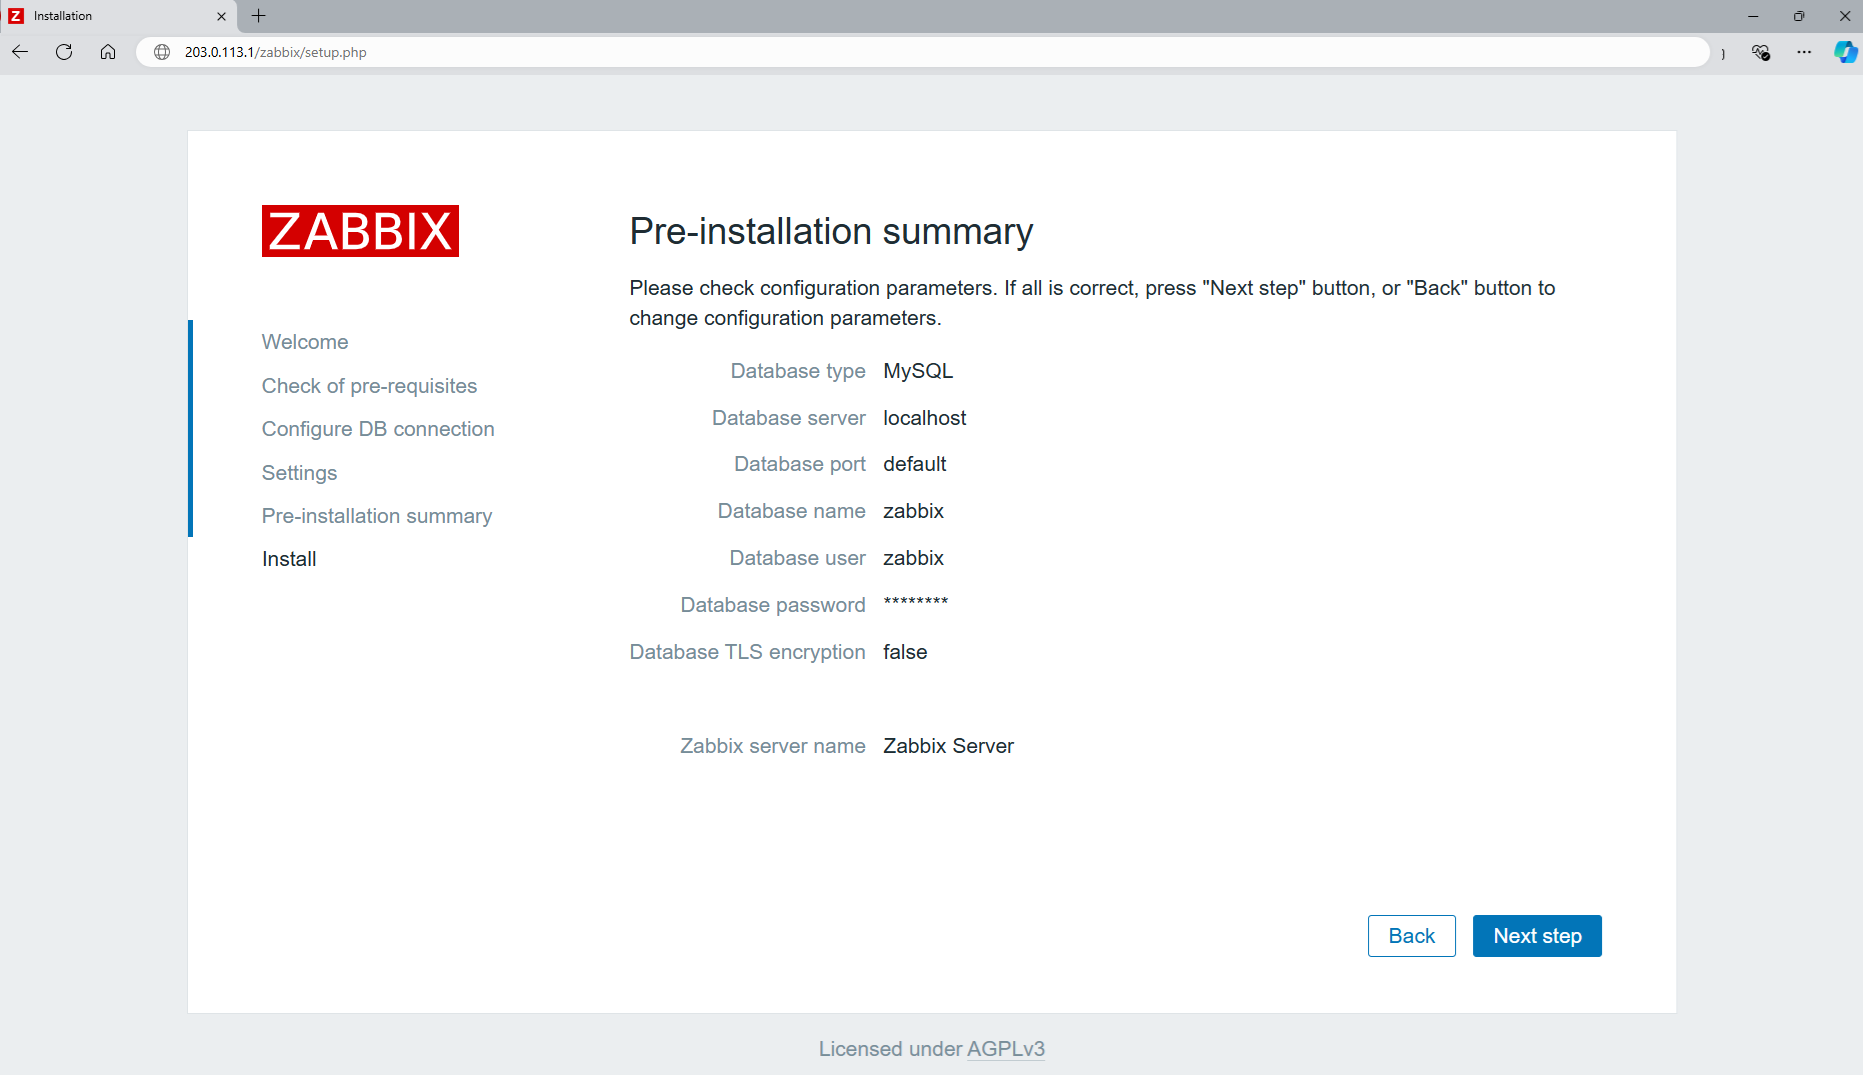 Installation
203.0.113.1/zabbix/setup.php
ZABBIX
Welcome
Check of pre-requisites
Configure DB connection
Settings
Pre-installation summary
Install
Pre-installation summary
Please check configuration parameters. If all is correct, press "Next step" button, or "Back" button to
change configuration parameters.
Database type MySQL
Database server localhost
Database port default
Database name zabbix
Database user zabbix
Database password ********
Database TLS encryption false
Zabbix server name Zabbix Server
Back Next step
Licensed under AGPLv3